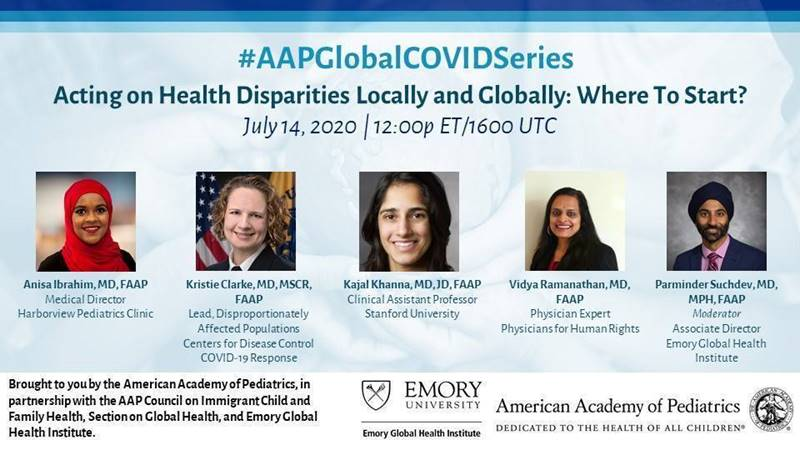 #AAPGlobalCOVIDSeries
Acting on Health Disparities Locally and Globally: Where To Start?
July 14, 2020 | 12:00p ET/1600 UTC
Anisa Ibrahim, MD, FAAP
Medical Director
Harborview Pediatrics Clinic
Kristie Clarke, MD, MSCR,
FAAP
Lead, Disproportionately
Affected Populations
Centers for Disease Control
COVID-19 Response
Kajal Khanna, MD, JD, FAAP
Clinical Assistant Professor
Stanford University
Vidya Ramanathan, MD,
FAAP
Physician Expert
Physicians for Human Rights
Parminder Suchdev, MD,
MPH, FAAP
Moderator
Associate Director
Emory Global Health
Institute
Brought to you by the American Academy of Pediatrics, in
partnership with the AAP Council on Immigrant Child and
Family Health, Section on Global Health, and Emory Global
Health Institute.
EMORY
UNIVERSITY
Emory Global Health Institute
American Academy of Pediatrics
DEDICATED TO THE HEALTH OF ALL CHILDREN®